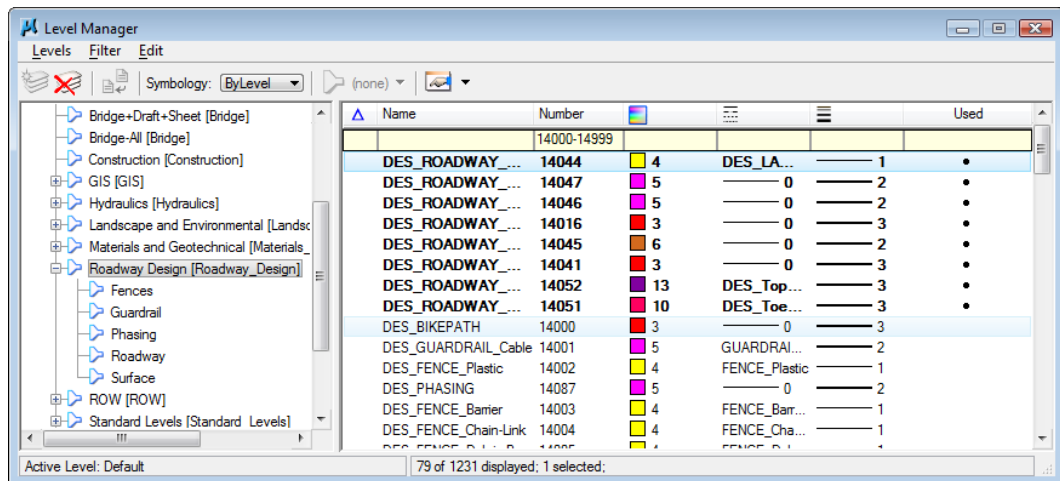 Level Manager
Levels Filter Edit
Symbology: ByLevel (none)
Bridge+Draft+Sheet [Bridge]
Bridge-All [Bridge]
Construction [Construction]
GIS [GIS]
Hydraulics [Hydraulics]
Landscape and Environmental [Landsc
Materials and Geotechnical [Materials_
Roadway Design [Roadway_Design]
Fences
Guardrail
Phasing
Roadway
Surface
ROW [ROW]
Standard Levels [Standard_Levels]
Name Number Used
14000-14999
DES_ROADWAY_... 14044 4 DES_LA... 1
DES_ROADWAY_... 14047 5 0 2
DES_ROADWAY_... 14046 5 0 2
DES_ROADWAY_... 14016 3 0 3
DES_ROADWAY_... 14045 6 0 2
DES_ROADWAY_... 14041 3 0 3
DES_ROADWAY_... 14052 13 DES_Top... 3
DES_ROADWAY_... 14051 10 DES_Toe... 3
DES_BIKEPATH 14000 3 0 3
DES_GUARDRAIL_Cable 14001 5 GUARDRAI... 2
DES_FENCE_Plastic 14002 4 FENCE_Plastic 1
DES_PHASING 14087 5 0 2
DES_FENCE_Barrier 14003 4 FENCE_Barr... 1
DES_FENCE_Chain-Link 14004 4 FENCE_Cha... 1
Active Level: Default
79 of 1231 displayed; 1 selected;